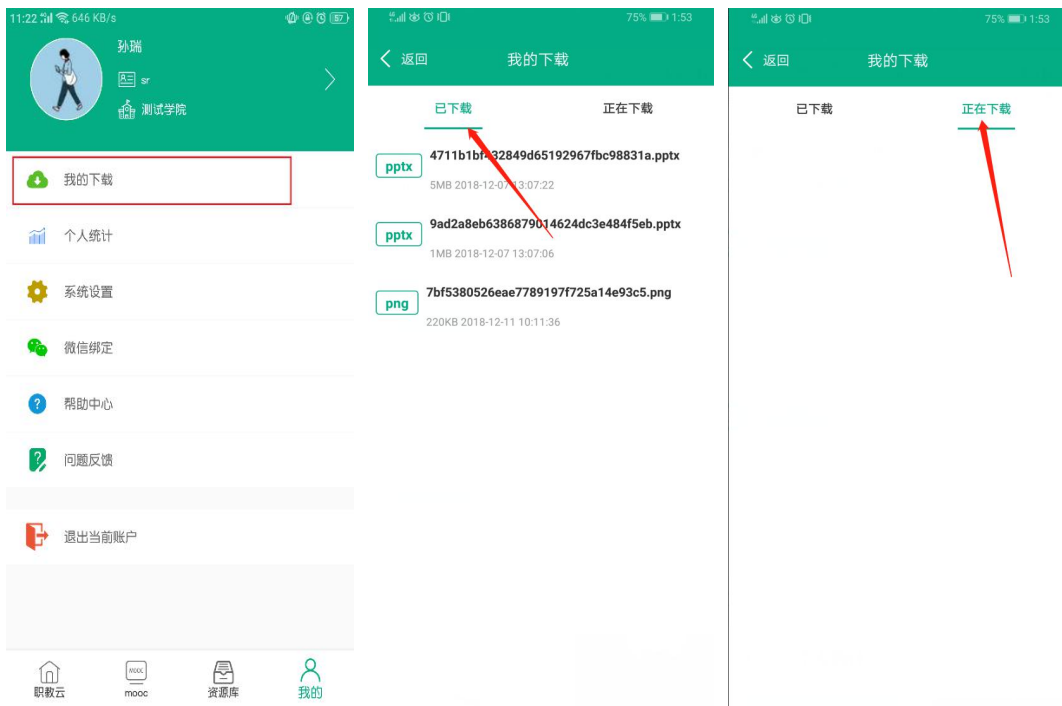 11:22 646 KB/s 57
孙瑞
sr
测试学院
我的下载
个人统计
系统设置
微信绑定
帮助中心
问题反馈
退出当前账户
职教云 mooc 资源库 我的
75% 1:53
返回 我的下载
已下载 正在下载
pptx 4711b1bf432849d65192967fbc98831a.pptx
5MB 2018-12-07 13:07:22
pptx 9ad2a8eb6386879014624dc3e484f5eb.pptx
1MB 2018-12-07 13:07:06
png 7bf5380526eae7789197f725a14e93c5.png
220KB 2018-12-11 10:11:36
75% 1:53
返回 我的下载
已下载 正在下载